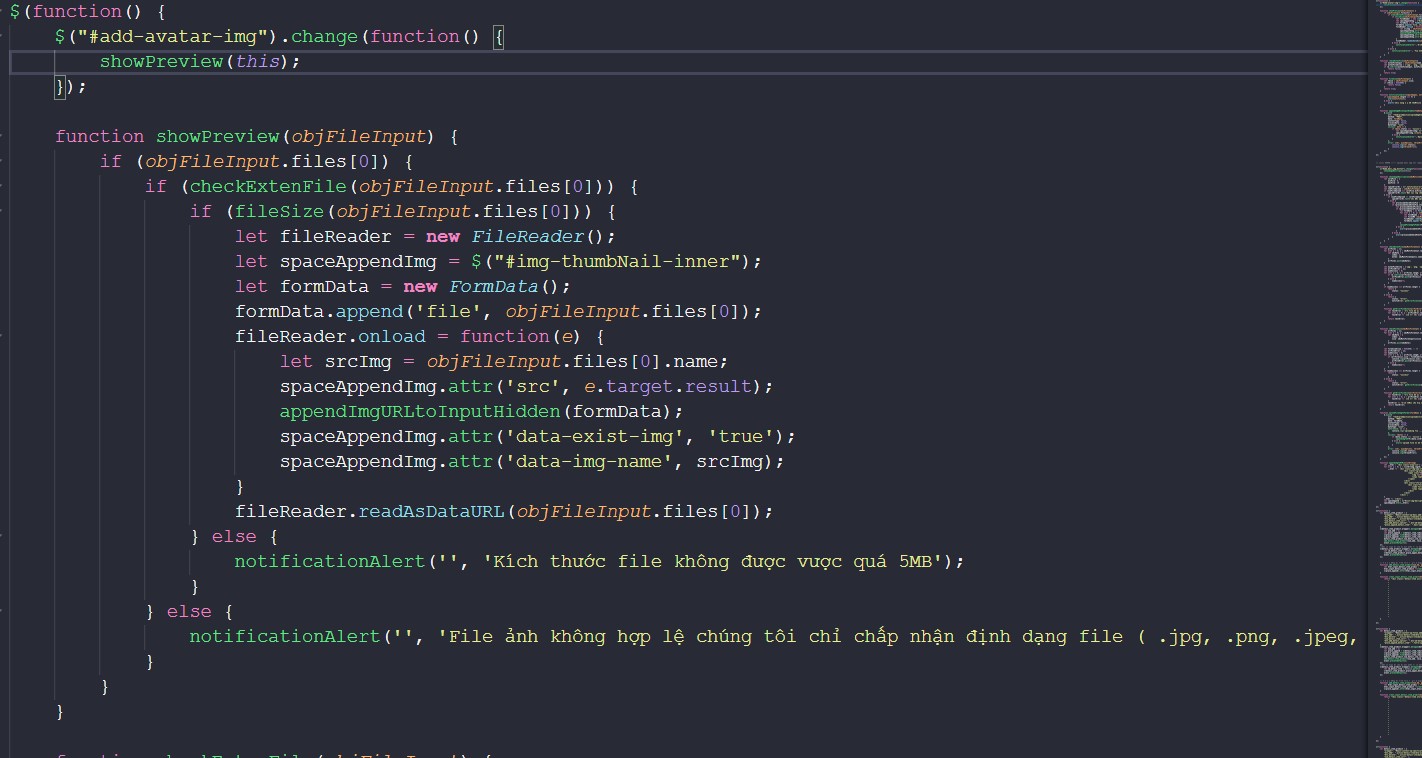 $(function() {
    $("#add-avatar-img").change(function() {
        showPreview(this);
    });

    function showPreview(objFileInput) {
        if (objFileInput.files[0]) {
            if (checkExtenFile(objFileInput.files[0])) {
                if (fileSize(objFileInput.files[0])) {
                    let fileReader = new FileReader();
                    let spaceAppendImg = $("#img-thumbNail-inner");
                    let formData = new FormData();
                    formData.append('file', objFileInput.files[0]);
                    fileReader.onload = function(e) {
                        let srcImg = objFileInput.files[0].name;
                        spaceAppendImg.attr('src', e.target.result);
                        appendImgURLtoInputHidden(formData);
                        spaceAppendImg.attr('data-exist-img', 'true');
                        spaceAppendImg.attr('data-img-name', srcImg);
                    }
                    fileReader.readAsDataURL(objFileInput.files[0]);
                } else {
                    notificationAlert('', 'Kích thước file không được vược quá 5MB');
                }
            } else {
                notificationAlert('', 'File ảnh không hợp lệ chúng tôi chỉ chấp nhận định dạng file ( .jpg, .png, .jpeg,
            }
        }
    }